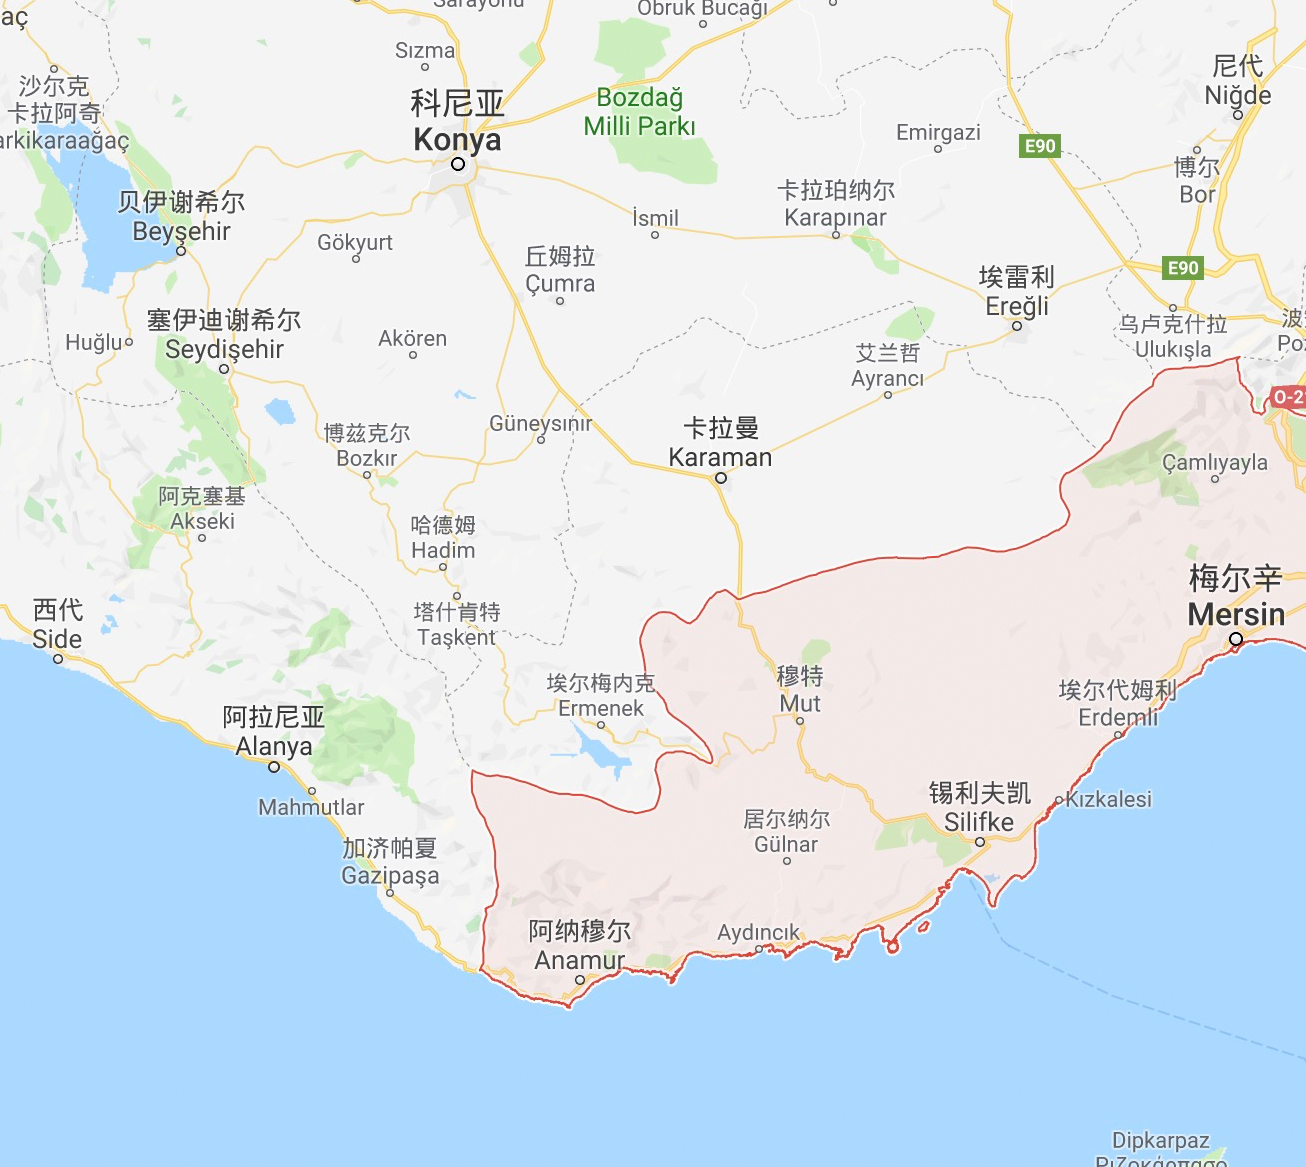 aç
Sarayönü
Obruk Bucağı
Sızma
沙尔克
卡拉阿奇
arkikaraağaç
科尼亚
Konya
Bozdağ
Milli Parkı
尼代
Niğde
Emirgazi
E90
博尔
Bor
贝伊谢希尔
Beyşehir
Gökyurt
İsmil
卡拉珀纳尔
Karapınar
丘姆拉
Çumra
埃雷利
Ereğli
E90
塞伊迪谢希尔
Seydişehir
Huğlu
Akören
乌卢克什拉
Ulukışla
波
Poz
艾兰哲
Ayrancı
O-21
博兹克尔
Bozkır
Güneysınır
卡拉曼
Karaman
Çamlıyayla
阿克塞基
Akseki
哈德姆
Hadim
塔什肯特
Taşkent
西代
Side
梅尔辛
Mersin
埃尔梅内克
Ermenek
穆特
Mut
埃尔代姆利
Erdemli
阿拉尼亚
Alanya
Mahmutlar
锡利夫凯
Silifke
Kızkalesi
居尔纳尔
Gülnar
加济帕夏
Gazipaşa
阿纳穆尔
Anamur
Aydıncık
Dipkarpaz
Ριζοκάρπασο